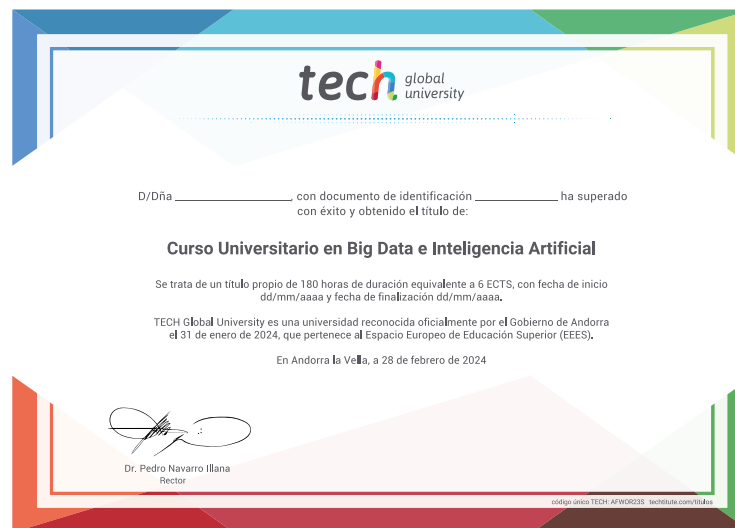 tech global university
D/Dña ______________________, con documento de identificación ________________ ha superado
con éxito y obtenido el título de:
Curso Universitario en Big Data e Inteligencia Artificial
Se trata de un título propio de 180 horas de duración equivalente a 6 ECTS, con fecha de inicio
dd/mm/aaaa y fecha de finalización dd/mm/aaaa.
TECH Global University es una universidad reconocida oficialmente por el Gobierno de Andorra
el 31 de enero de 2024, que pertenece al Espacio Europeo de Educación Superior (EEES).
En Andorra la Vella, a 28 de febrero de 2024
Dr. Pedro Navarro Illana
Rector
código único TECH: AFWOR23S techtitute.com/titulos